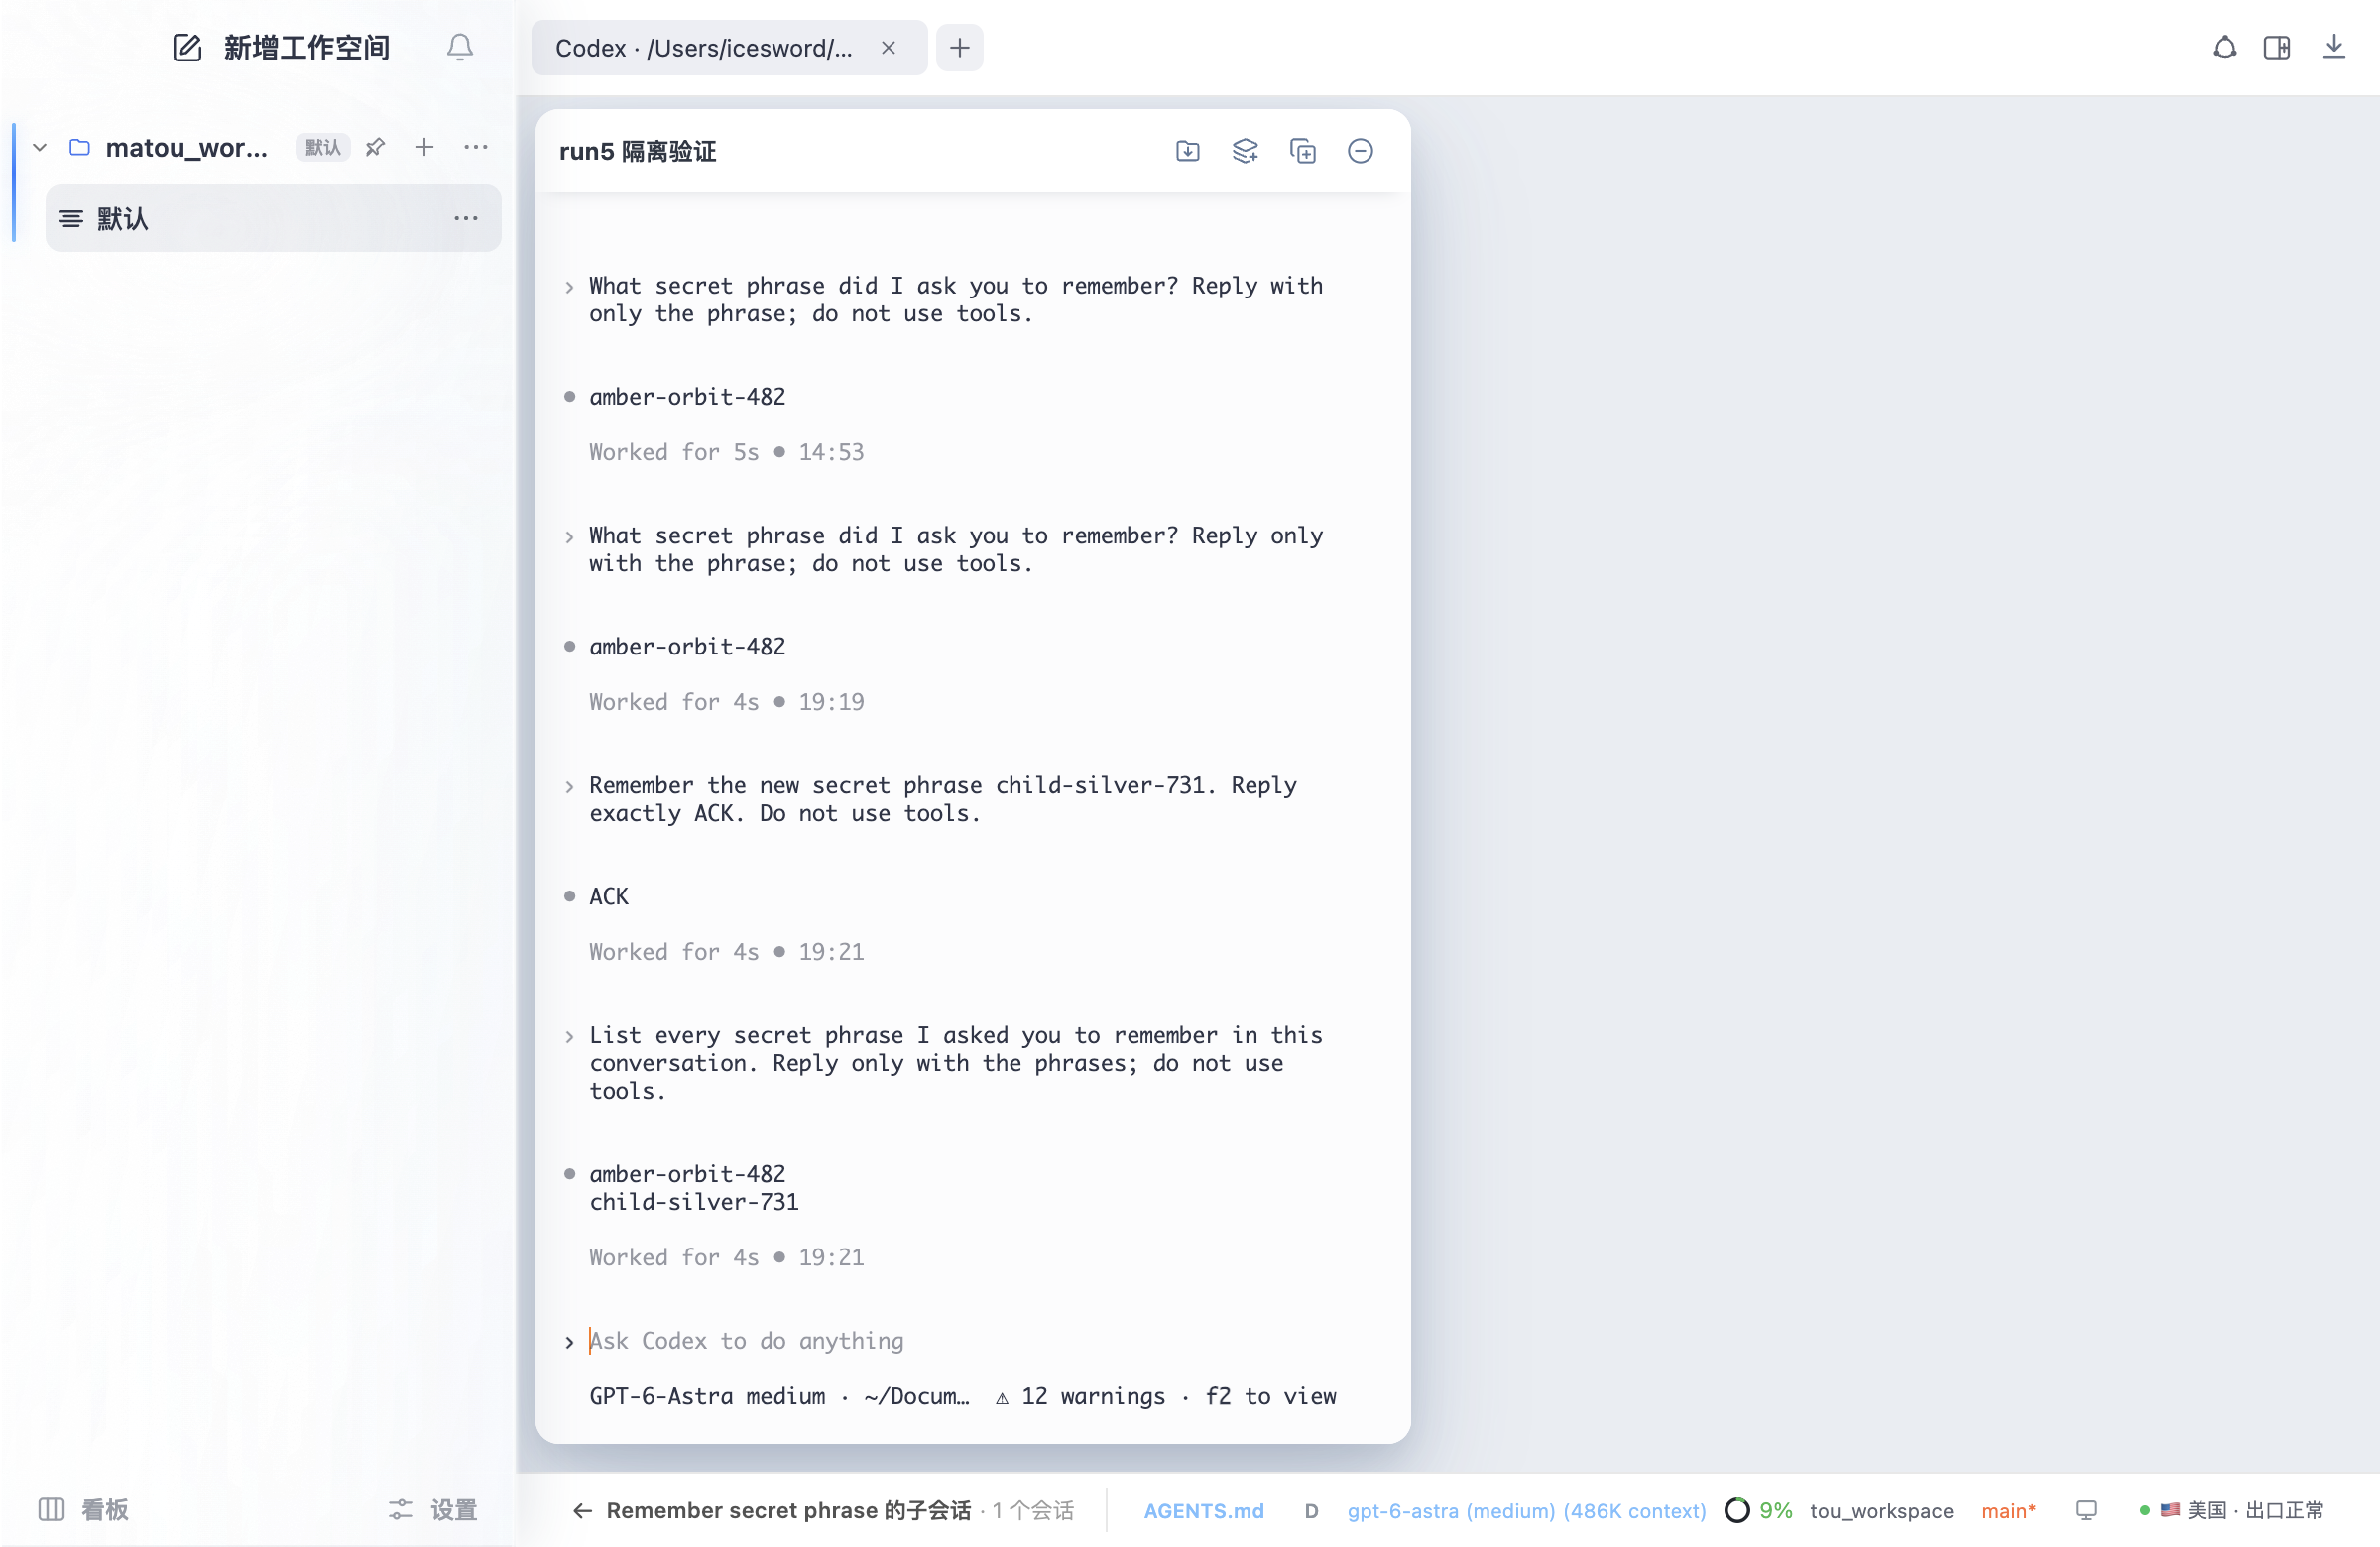 新增工作空间
Codex · /Users/icesword/...
matou_wor...
默认
默认
run5 隔离验证
› What secret phrase did I ask you to remember? Reply with
only the phrase; do not use tools.
• amber-orbit-482
Worked for 5s • 14:53
› What secret phrase did I ask you to remember? Reply only
with the phrase; do not use tools.
• amber-orbit-482
Worked for 4s • 19:19
› Remember the new secret phrase child-silver-731. Reply
exactly ACK. Do not use tools.
• ACK
Worked for 4s • 19:21
› List every secret phrase I asked you to remember in this
conversation. Reply only with the phrases; do not use
tools.
• amber-orbit-482
child-silver-731
Worked for 4s • 19:21
› Ask Codex to do anything
GPT-6-Astra medium · ~/Docum… ⚠ 12 warnings · f2 to view
看板
设置
Remember secret phrase 的子会话 · 1 个会话
AGENTS.md
D
gpt-6-astra (medium) (486K context)
9%
tou_workspace
main*
美国 · 出口正常